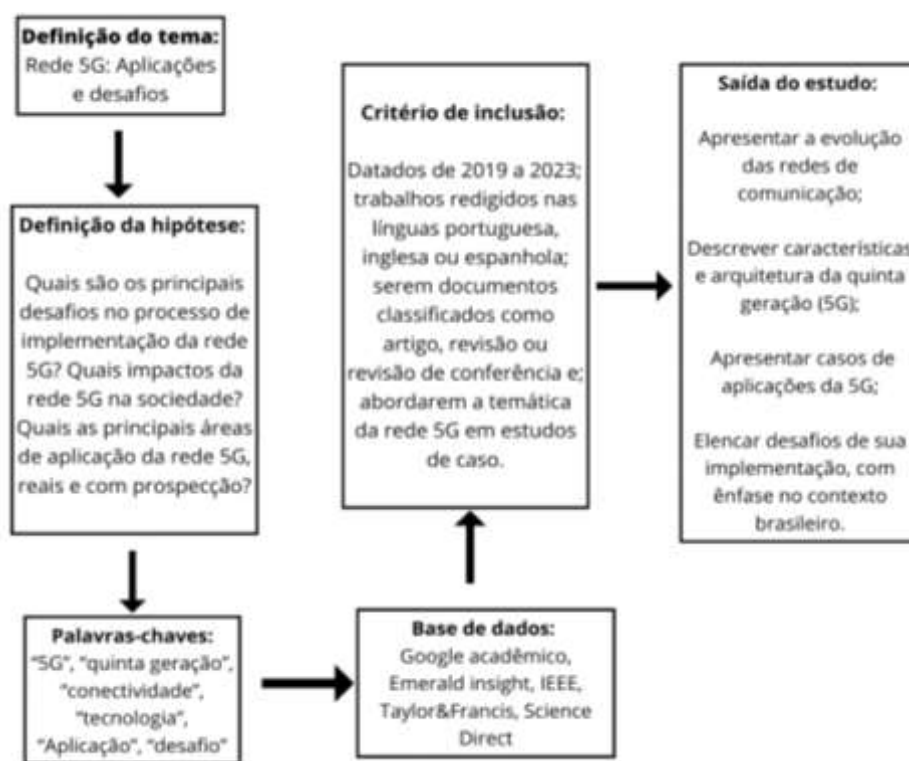 Definição do tema:
Rede 5G: Aplicações
e desafios
Definição da hipótese:
Quais são os principais
desafios no processo de
implementação da rede
5G? Quais impactos da
rede 5G na sociedade?
Quais as principais áreas
de aplicação da rede 5G,
reais e com prospecção?
Palavras-chaves:
“5G”, “quinta geração”,
“conectividade”,
“tecnologia”,
“Aplicação”, “desafio”
Base de dados:
Google acadêmico,
Emerald insight, IEEE,
Taylor&Francis, Science
Direct
Critério de inclusão:
Datados de 2019 a 2023;
trabalhos redigidos nas
línguas portuguesa,
inglesa ou espanhola;
serem documentos
classificados como
artigo, revisão ou
revisão de conferência e;
abordarem a temática
da rede 5G em estudos
de caso.
Saída do estudo:
Apresentar a evolução
das redes de
comunicação;
Descrever características
e arquitetura da quinta
geração (5G);
Apresentar casos de
aplicações da 5G;
Elencar desafios de sua
implementação, com
ênfase no contexto
brasileiro.